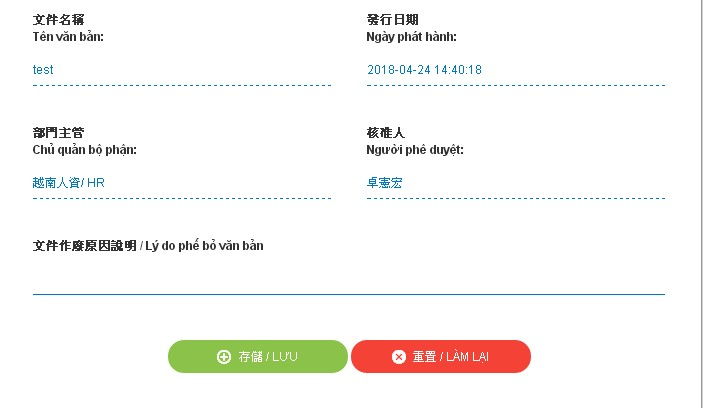 文件名稱
Tên văn bản:
test
發行日期
Ngày phát hành:
2018-04-24 14:40:18
部門主管
Chủ quản bộ phận:
越南人資/ HR
核准人
Người phê duyệt:
卓憲宏
文件作廢原因說明 / Lý do phế bỏ văn bản
存儲 / LƯU
重置 / LÀM LẠI